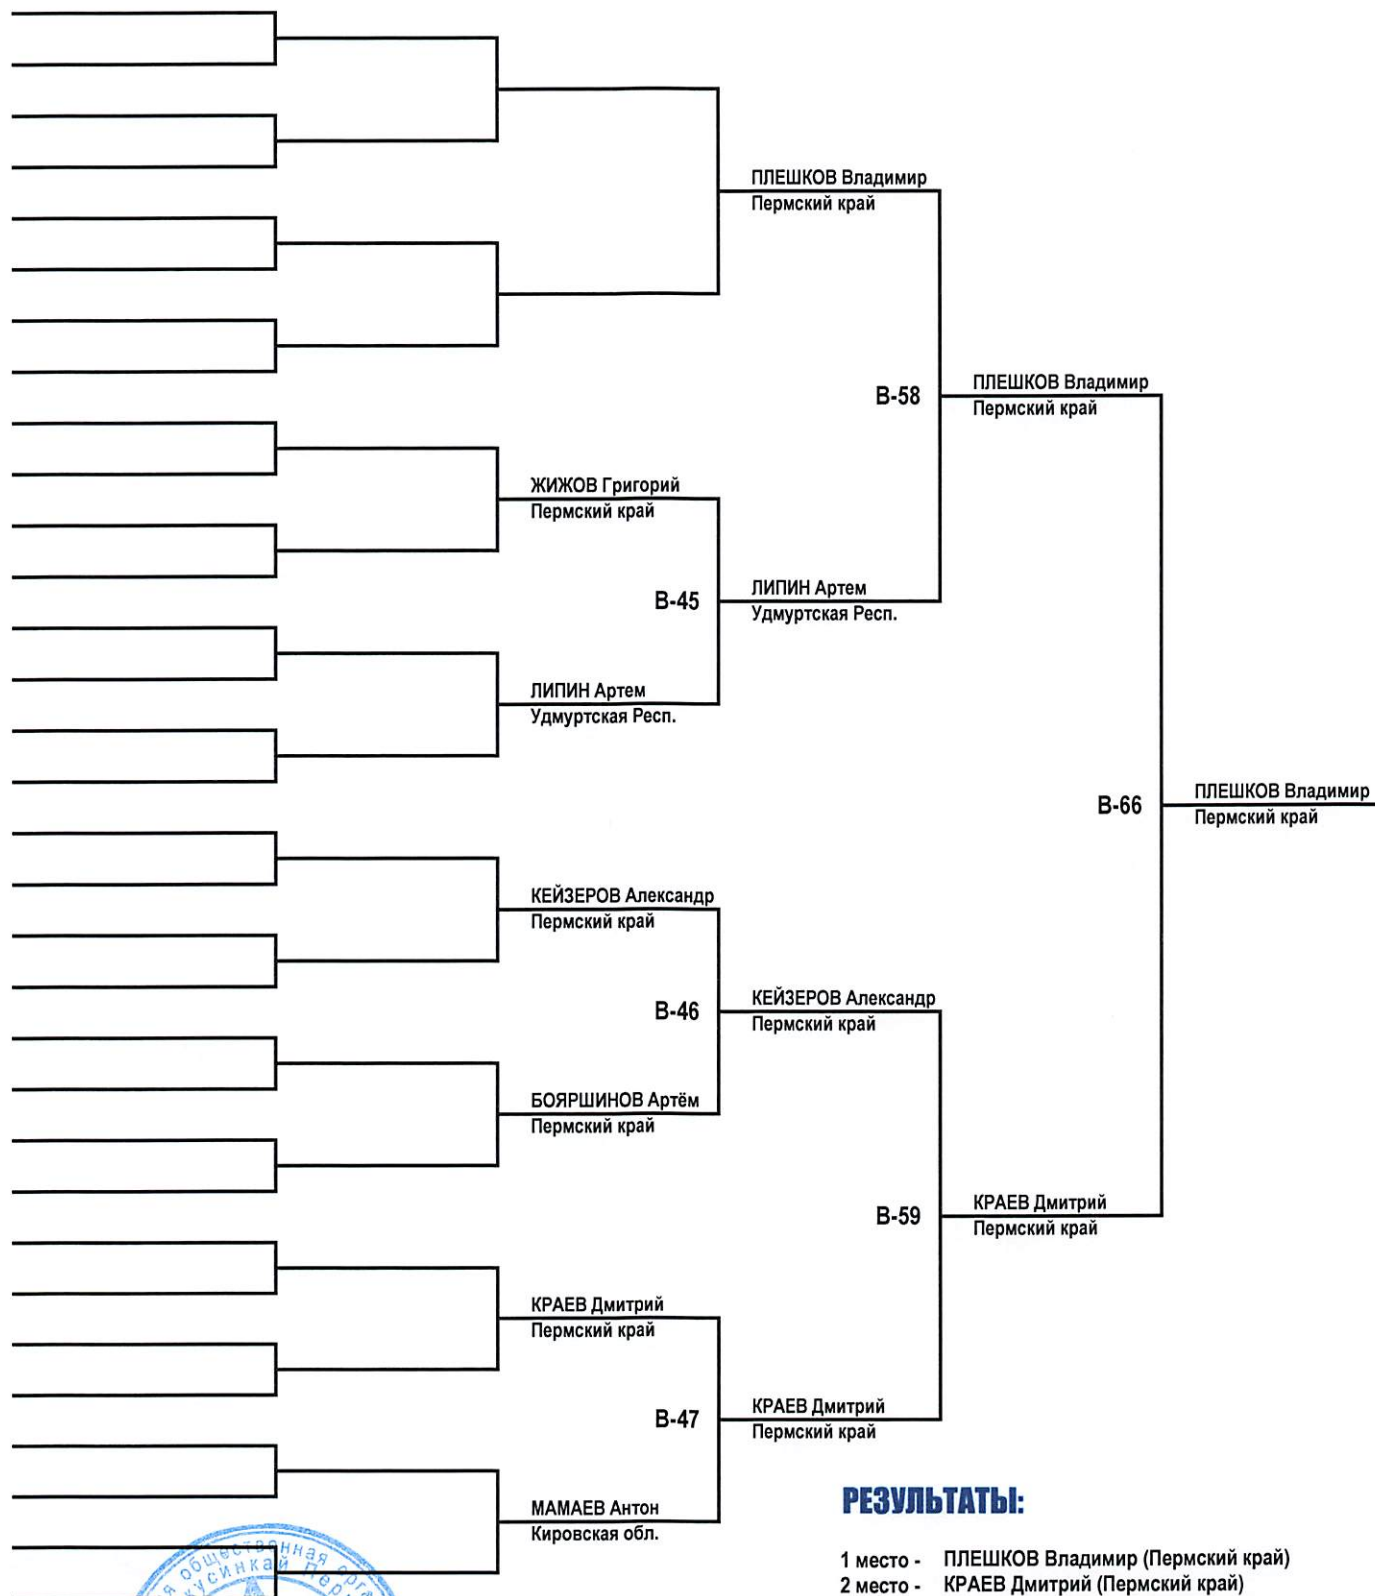 ПЛЕШКОВ Владимир
Пермский край
В-58
ПЛЕШКОВ Владимир
Пермский край
ЖИЖОВ Григорий
Пермский край
В-45
ЛИПИН Артем
Удмуртская Респ.
ЛИПИН Артем
Удмуртская Респ.
В-66
ПЛЕШКОВ Владимир
Пермский край
КЕЙЗЕРОВ Александр
Пермский край
В-46
КЕЙЗЕРОВ Александр
Пермский край
БОЯРШИНОВ Артём
Пермский край
В-59
КРАЕВ Дмитрий
Пермский край
КРАЕВ Дмитрий
Пермский край
В-47
КРАЕВ Дмитрий
Пермский край
МАМАЕВ Антон
Кировская обл.
РЕЗУЛЬТАТЫ:
1 место - ПЛЕШКОВ Владимир (Пермский край)
2 место - КРАЕВ Дмитрий (Пермский край)
общественная